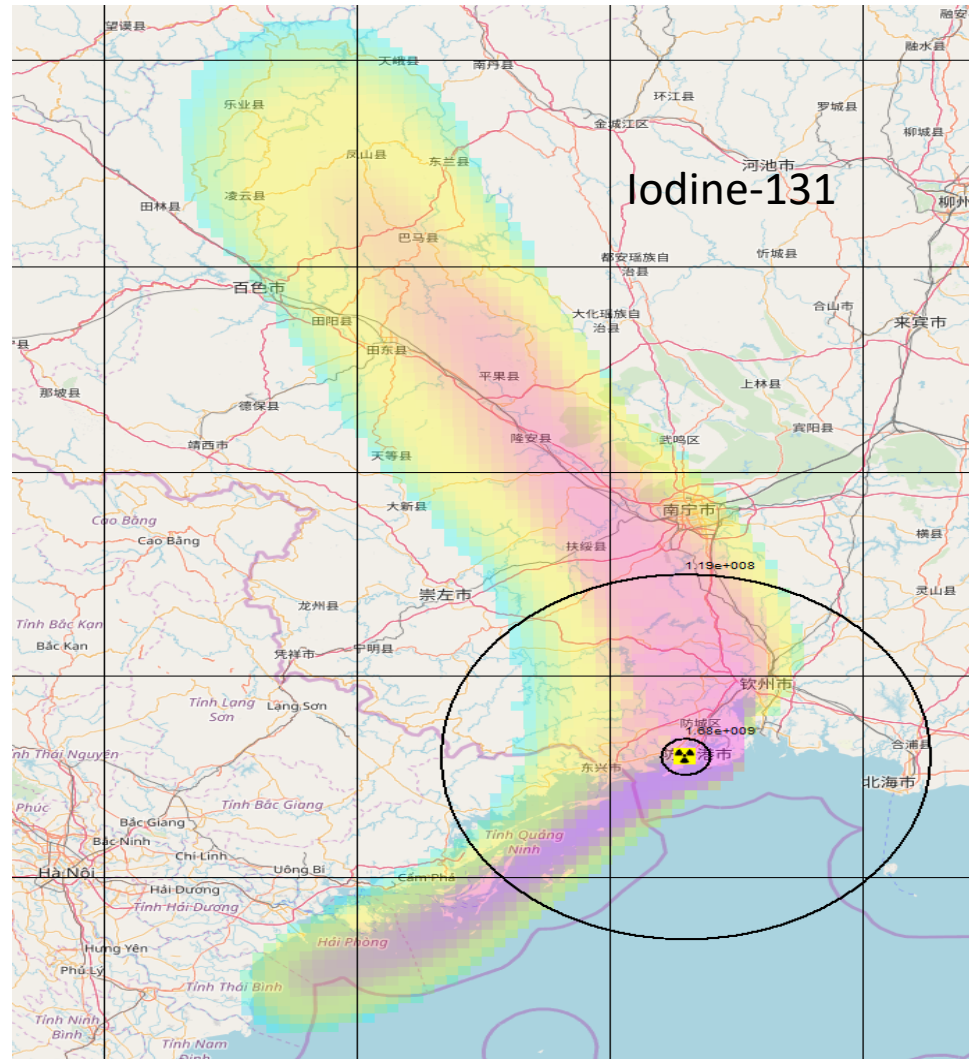 望谟县
融安
融水县
天峨县
南丹县
环江县
罗城县
乐业县
金城江区
柳城县
凤山县
东兰县
河池市
Iodine-131
凌云县
田林县
柳州
巴马县
都安瑶族自
治县
忻城县
百色市
大化瑶族自
治县
合山市
来宾市
田阳县
田东县
平果县
上林县
那坡县
德保县
宾阳县
靖西市
隆安县
武鸣区
天等县
大新县
南宁市
横县
Cao Bằng
Cao Bằng
扶绥县
1.19e+008
崇左市
灵山县
龙州县
Tỉnh Bắc Kạn
Bắc Kạn
凭祥市
宁明县
钦州市
Tỉnh Lạng
Sơn
Lạng Sơn
防城区
1.68e+009
港市
合浦县
Tỉnh Thái Nguyên
东兴市
北海市
Phúc
Tỉnh Bắc Giang
Bắc Giang
Bắc Ninh
Chí Linh
Tỉnh Quảng
Ninh
Uông Bí
Hà Nội
Cẩm Phả
Hải Dương
Tỉnh Hải Dương
Hưng Yên
Hải Phòng
Phủ Lý
Tỉnh Thái Bình
Tỉnh Ninh
Bình
Tỉnh Nam
Định